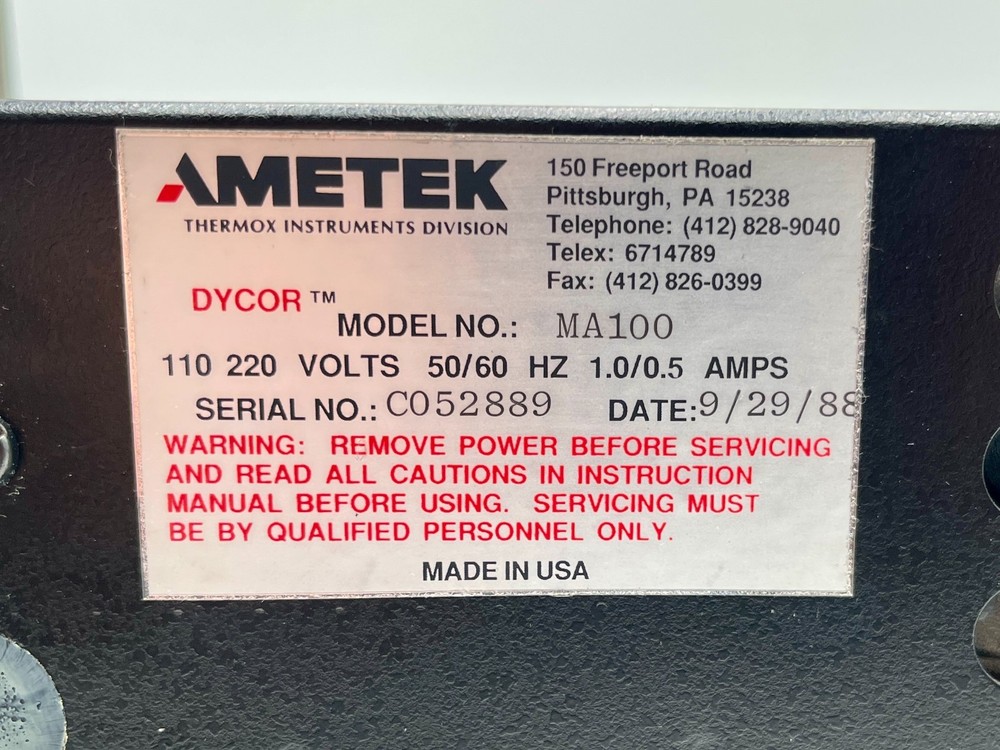 AMETEK
THERMOX INSTRUMENTS DIVISION
150 Freeport Road
Pittsburgh, PA 15238
Telephone: (412) 828-9040
Telex: 6714789
Fax: (412) 826-0399
DYCOR ™
MODEL NO.: MA100
110 220 VOLTS 50/60 HZ 1.0/0.5 AMPS
SERIAL NO.: C052889 DATE: 9/29/88
WARNING: REMOVE POWER BEFORE SERVICING
AND READ ALL CAUTIONS IN INSTRUCTION
MANUAL BEFORE USING. SERVICING MUST
BE BY QUALIFIED PERSONNEL ONLY.
MADE IN USA